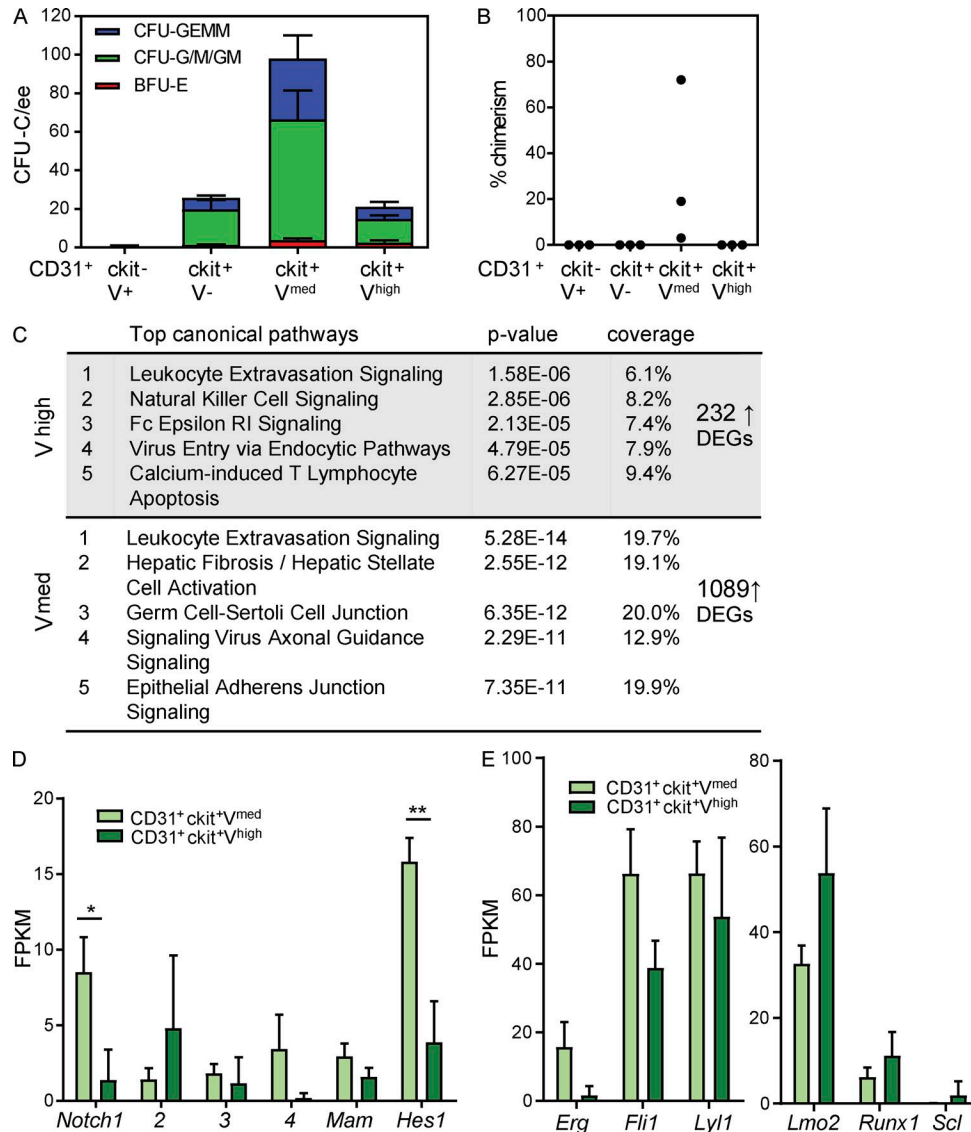 A
CFU-GEMM
CFU-G/M/GM
BFU-E
CFU-C/ee
120
100
80
60
40
20
0
CD31+ ckit- ckit+ ckit+ ckit+
V+ V- Vmed Vhigh
B
% chimerism
100
80
60
40
20
0
CD31+ ckit- ckit+ ckit+ ckit+
V+ V- Vmed Vhigh
C
Top canonical pathways p-value coverage
V high
1 Leukocyte Extravasation Signaling 1.58E-06 6.1%
2 Natural Killer Cell Signaling 2.85E-06 8.2%
3 Fc Epsilon RI Signaling 2.13E-05 7.4%
4 Virus Entry via Endocytic Pathways 4.79E-05 7.9%
5 Calcium-induced T Lymphocyte 6.27E-05 9.4%
Apoptosis
232 ↑
DEGs
Vmed
1 Leukocyte Extravasation Signaling 5.28E-14 19.7%
2 Hepatic Fibrosis / Hepatic Stellate 2.55E-12 19.1%
Cell Activation
3 Germ Cell-Sertoli Cell Junction 6.35E-12 20.0%
4 Signaling Virus Axonal Guidance 2.29E-11 12.9%
Signaling
5 Epithelial Adherens Junction 7.35E-11 19.9%
Signaling
1089↑
DEGs
D
CD31+ ckit+Vmed
CD31+ ckit+Vhigh
FPKM
20
15
10
5
0
*
**
Notch1 2 3 4 Mam Hes1
E
CD31+ ckit+Vmed
CD31+ ckit+Vhigh
FPKM
100
80
60
40
20
0
Erg Fli1 Lyl1
80
60
40
20
0
Lmo2 Runx1 Scl